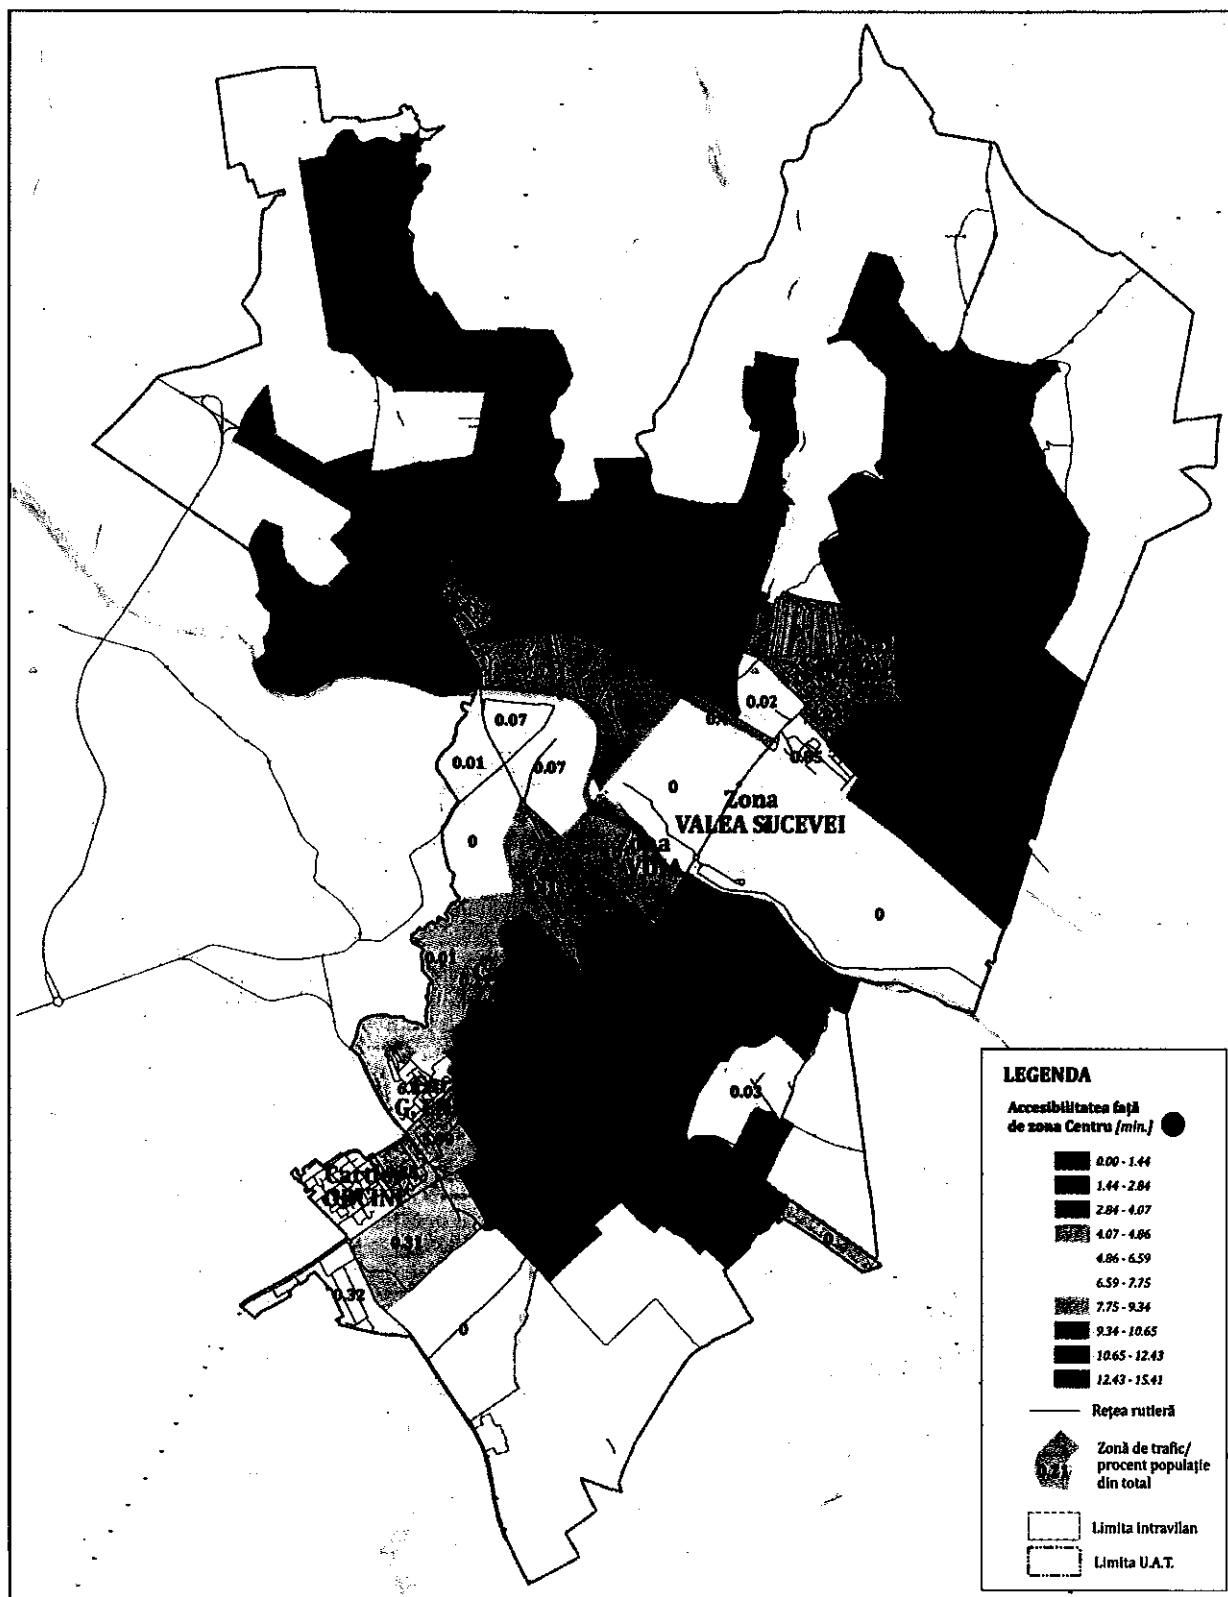 0.07
0.02
0.01
0.07
0.05
0
Zona
VALEA SUCEVEI
0
0
0.01
0.03
0.31
0.32
0
LEGENDA
Accesibilitatea față
de zona Centru [min.]
0.00 - 1.44
1.44 - 2.84
2.84 - 4.07
4.07 - 4.86
4.86 - 6.59
6.59 - 7.75
7.75 - 9.34
9.34 - 10.65
10.65 - 12.43
12.43 - 15.41
Rețea rutieră
0.21
Zonă de trafic/
procent populație
din total
Limita intravilan
Limita U.A.T.